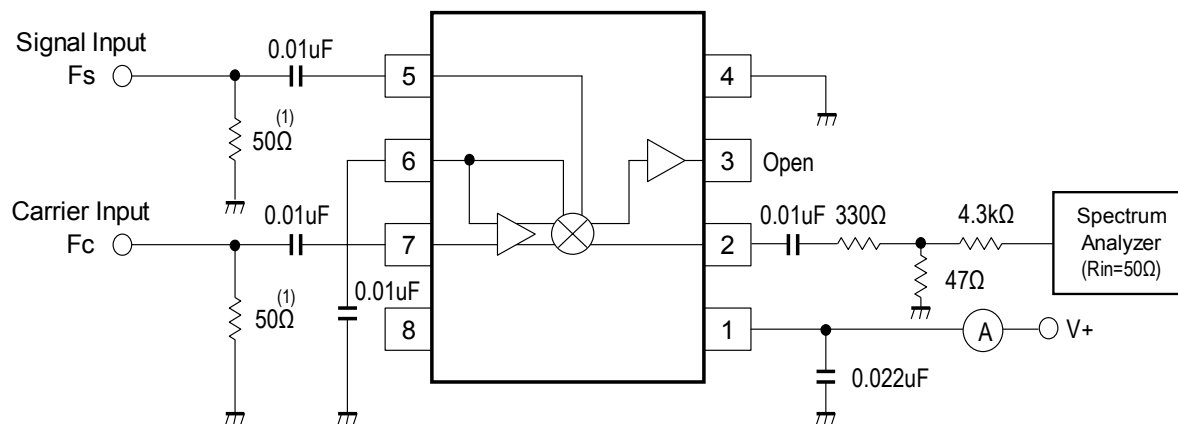 Signal Input
Fs
0.01uF
50Ω (1)
Carrier Input
Fc
0.01uF
50Ω (1)
0.01uF
5
6
7
8
4
3
2
1
Open
0.01uF
330Ω
4.3kΩ
47Ω
Spectrum
Analyzer
(Rin=50Ω)
A
V+
0.022uF